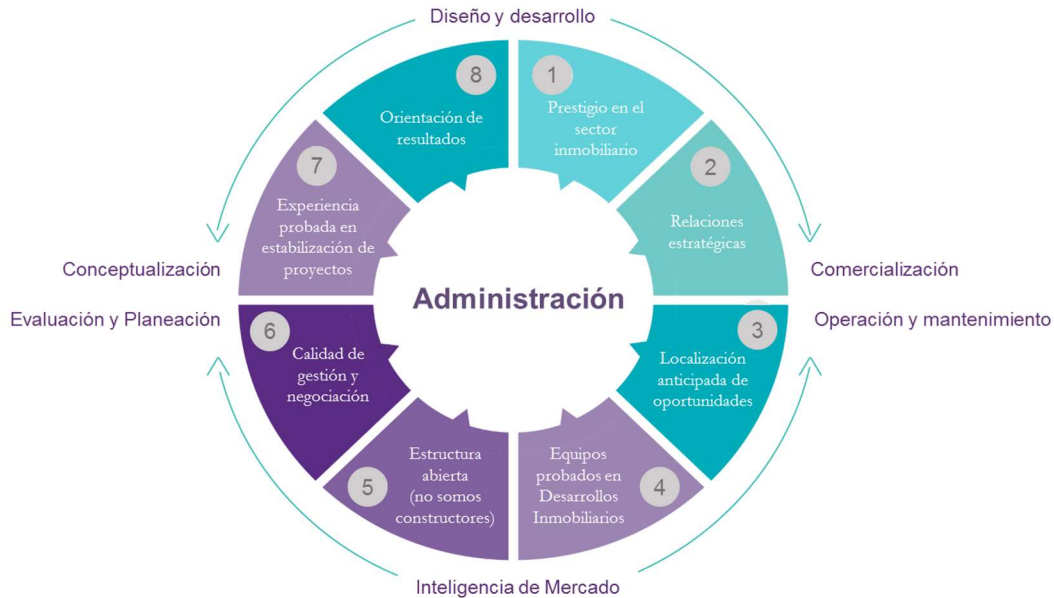 Diseño y desarrollo
1
Prestigio en el
sector
inmobiliario
2
Relaciones
estratégicas
Comercialización
Operación y mantenimiento
3
Localización
anticipada de
oportunidades
4
Equipos
probados en
Desarrollos
Inmobiliarios
Inteligencia de Mercado
5
Estructura
abierta
(no somos
constructores)
6
Calidad de
gestión y
negociación
Evaluación y Planeación
Conceptualización
7
Experiencia
probada en
estabilización de
proyectos
8
Orientación de
resultados
Administración